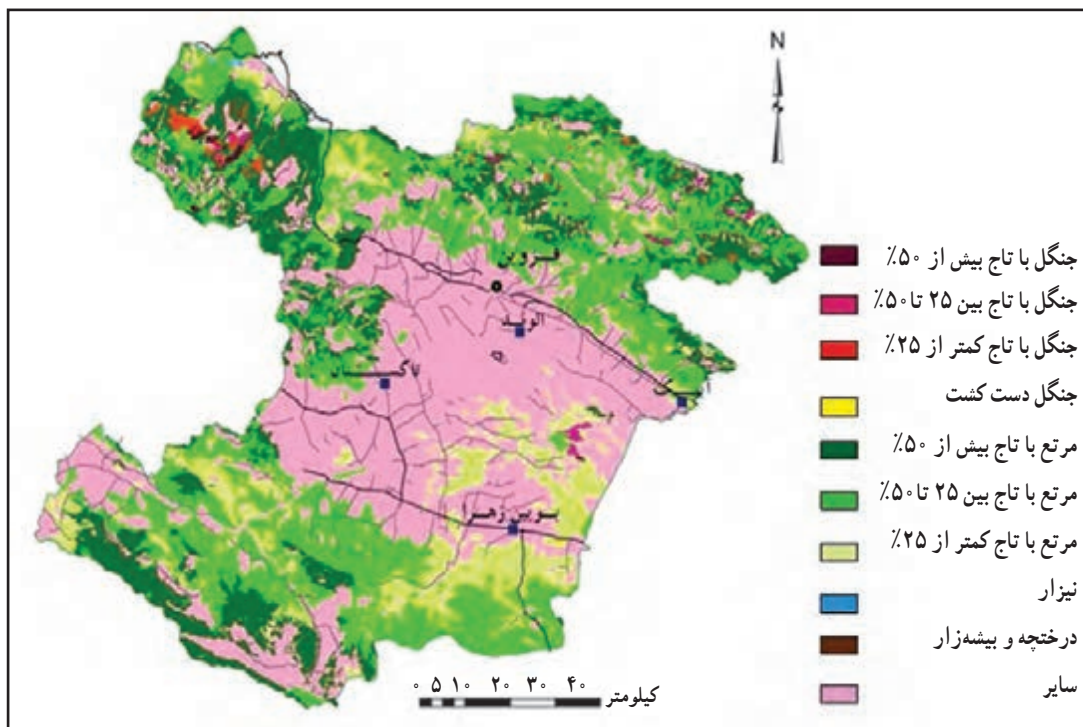 N
جنگل با تاج بیش از ۵۰٪
جنگل با تاج بین ۲۵ تا ۵۰٪
جنگل با تاج کمتر از ۲۵٪
جنگل دست کشت
مرتع با تاج بیش از ۵۰٪
مرتع با تاج بین ۲۵ تا ۵۰٪
مرتع با تاج کمتر از ۲۵٪
نیزار
درختچه و بیشه‌زار
سایر
قزوین
الوند
تاکستان
بوئین زهرا
۰ ۵ ۱۰ ۲۰ ۳۰ ۴۰
کیلومتر